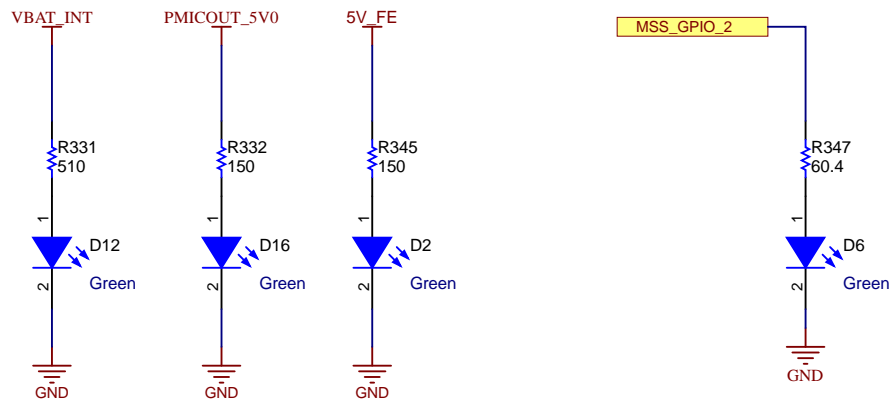 VBAT_INT
PMICOUT_5V0
5V_FE
MSS_GPIO_2
R331
510
R332
150
R345
150
R347
60.4
1
D12
2
Green
1
D16
2
Green
1
D2
2
Green
1
D6
2
Green
GND
GND
GND
GND